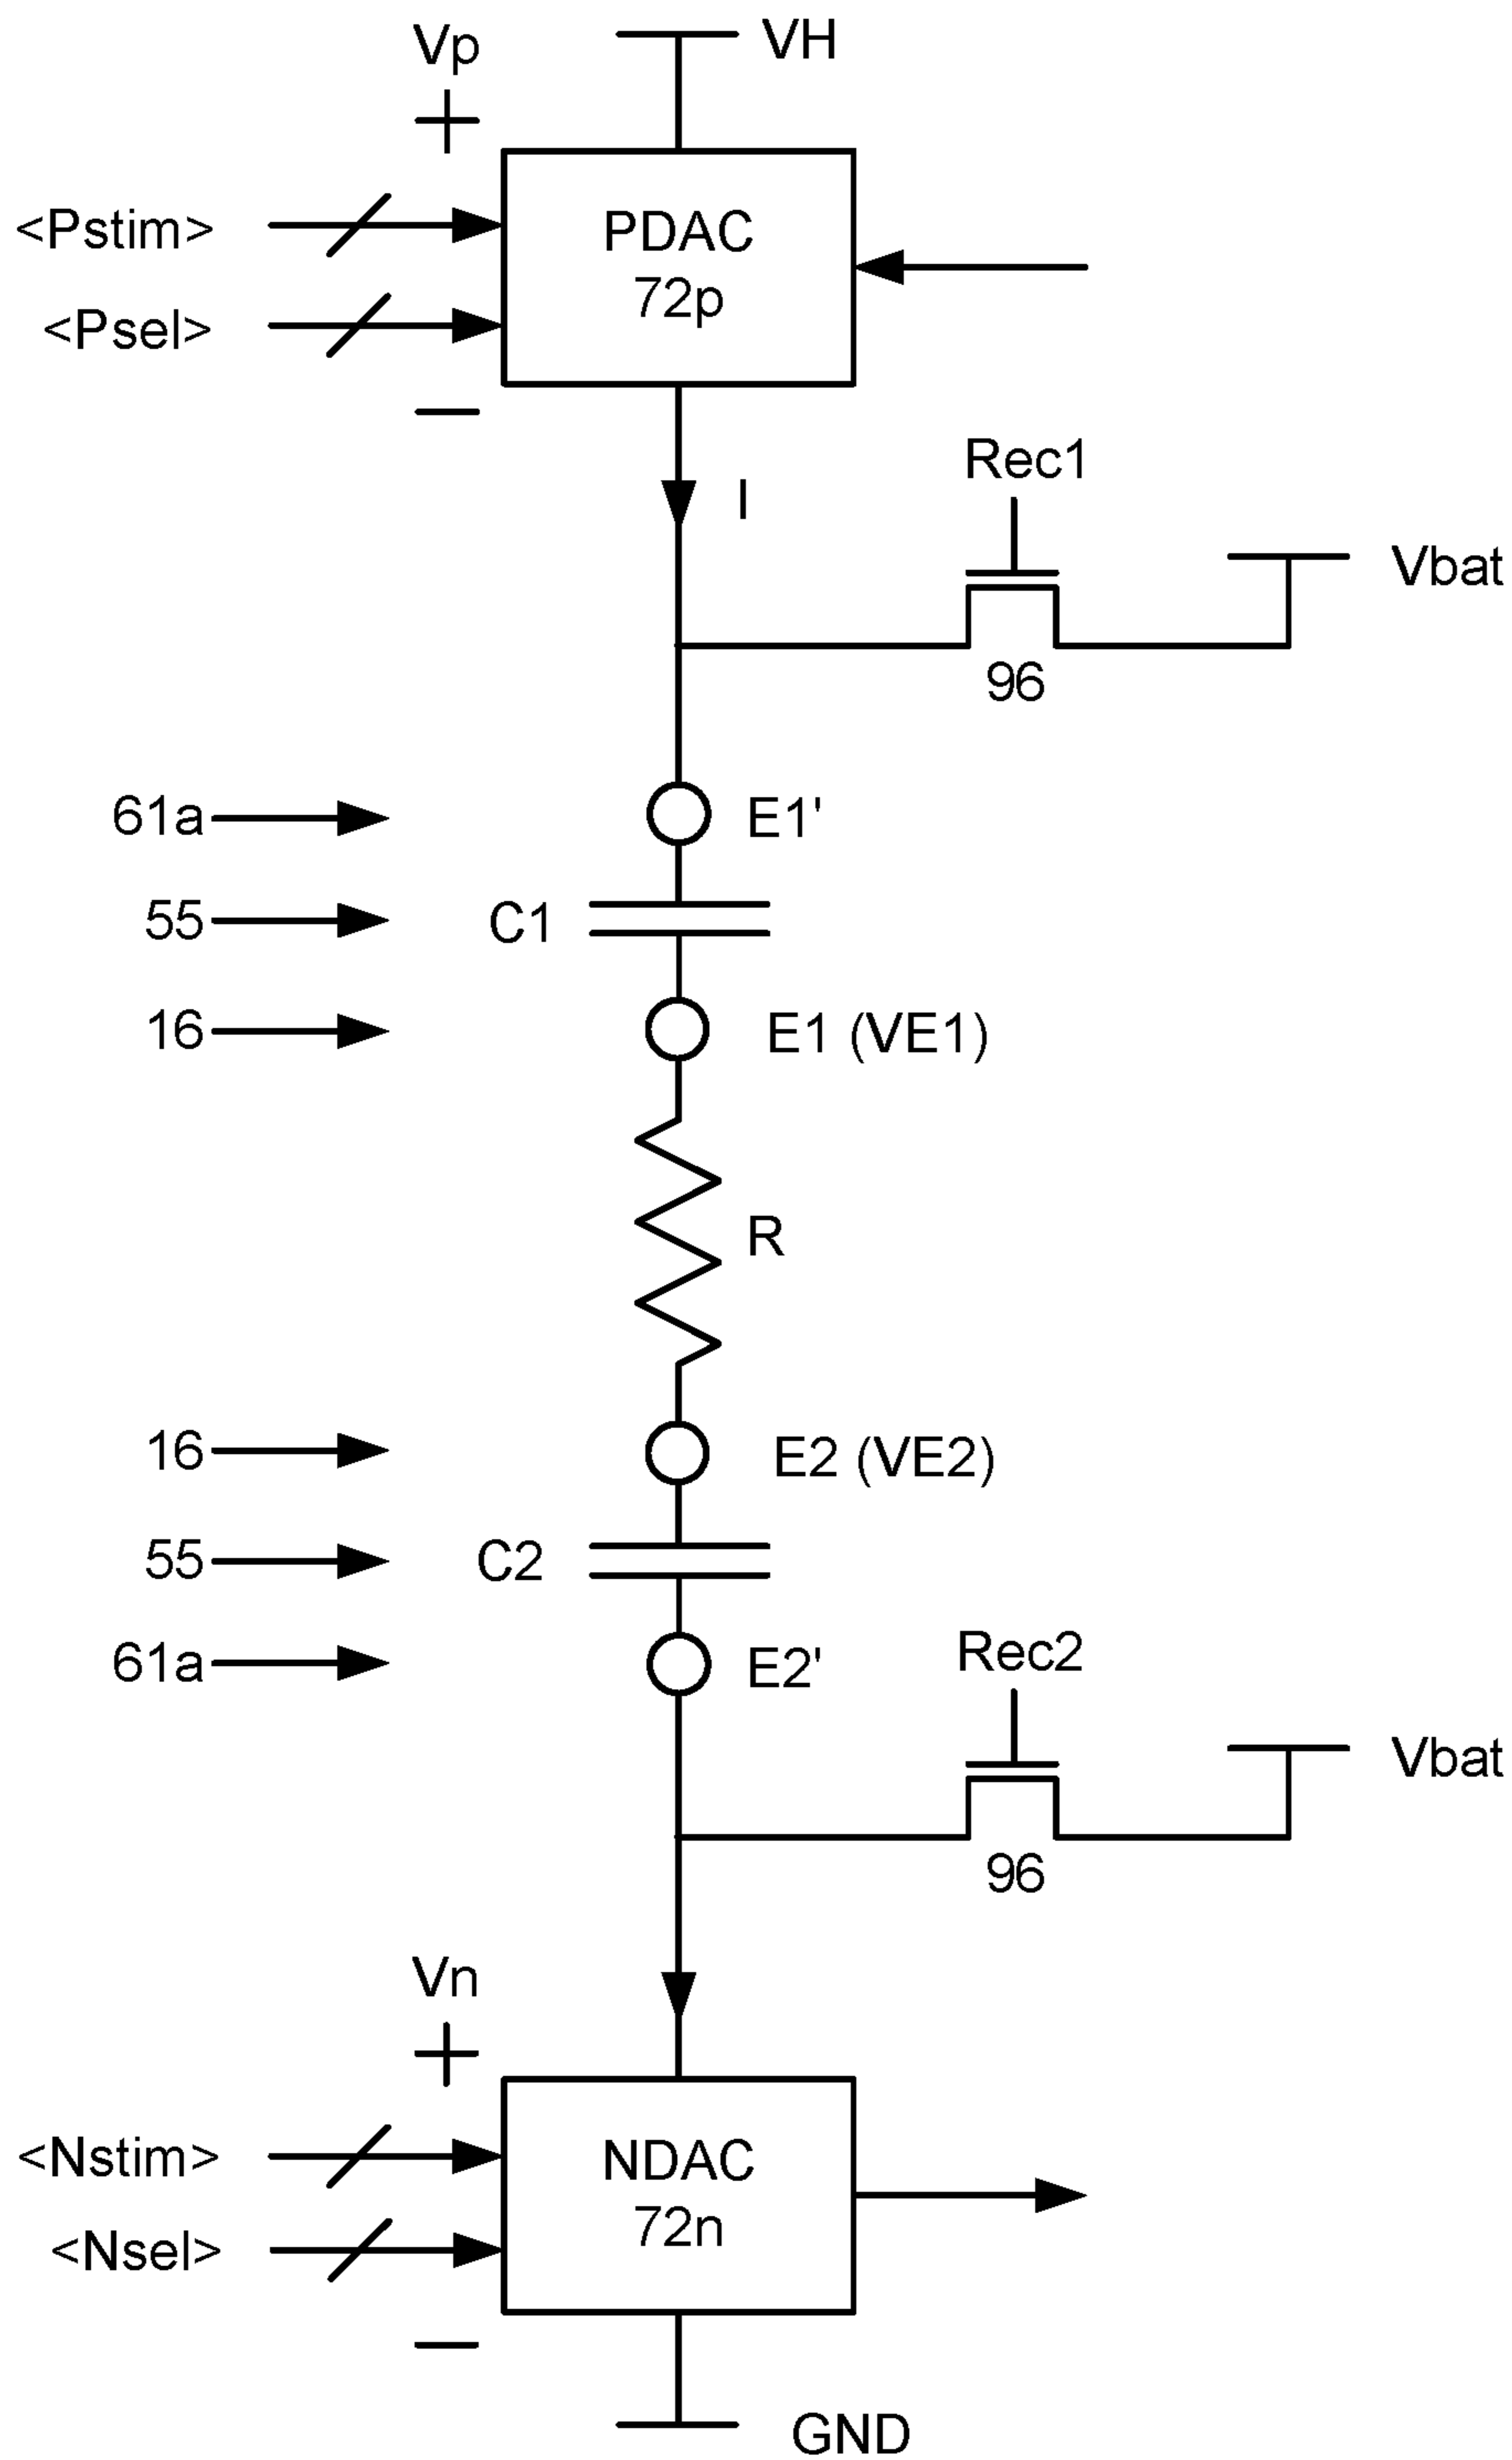 Vp
VH
+
<Pstim>
PDAC
72p
<Psel>
—
I
Rec1
Vbat
96
61a
E1'
55
C1
16
E1 (VE1)
R
16
E2 (VE2)
55
C2
61a
E2'
Rec2
Vbat
96
Vn
+
<Nstim>
NDAC
72n
<Nsel>
—
GND